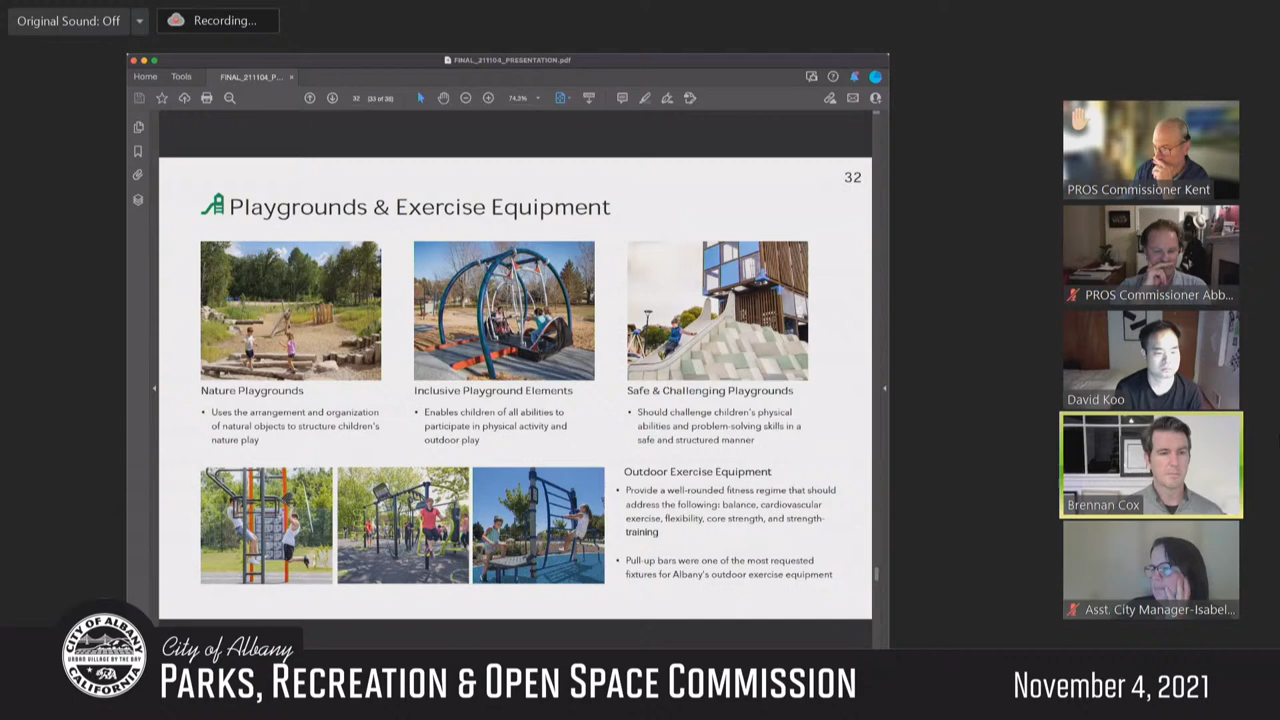 Original Sound: Off
Recording...
FINAL_211104_PRESENTATION.pdf
Home Tools FINAL_211104_P... ×
32 (33 of 38) 74.3%
32
Playgrounds & Exercise Equipment
Nature Playgrounds
• Uses the arrangement and organization
of natural objects to structure children's
nature play
Inclusive Playground Elements
• Enables children of all abilities to
participate in physical activity and
outdoor play
Safe & Challenging Playgrounds
• Should challenge children's physical
abilities and problem-solving skills in a
safe and structured manner
Outdoor Exercise Equipment
• Provide a well-rounded fitness regime that should
address the following: balance, cardiovascular
exercise, flexibility, core strength, and strength-
training
• Pull-up bars were one of the most requested
fixtures for Albany's outdoor exercise equipment
PROS Commissioner Kent
PROS Commissioner Abb...
David Koo
Brennan Cox
Asst. City Manager-Isabel...
CITY OF ALBANY
URBAN VILLAGE BY THE BAY
CALIFORNIA
City of Albany
Parks, Recreation & Open Space Commission
November 4, 2021